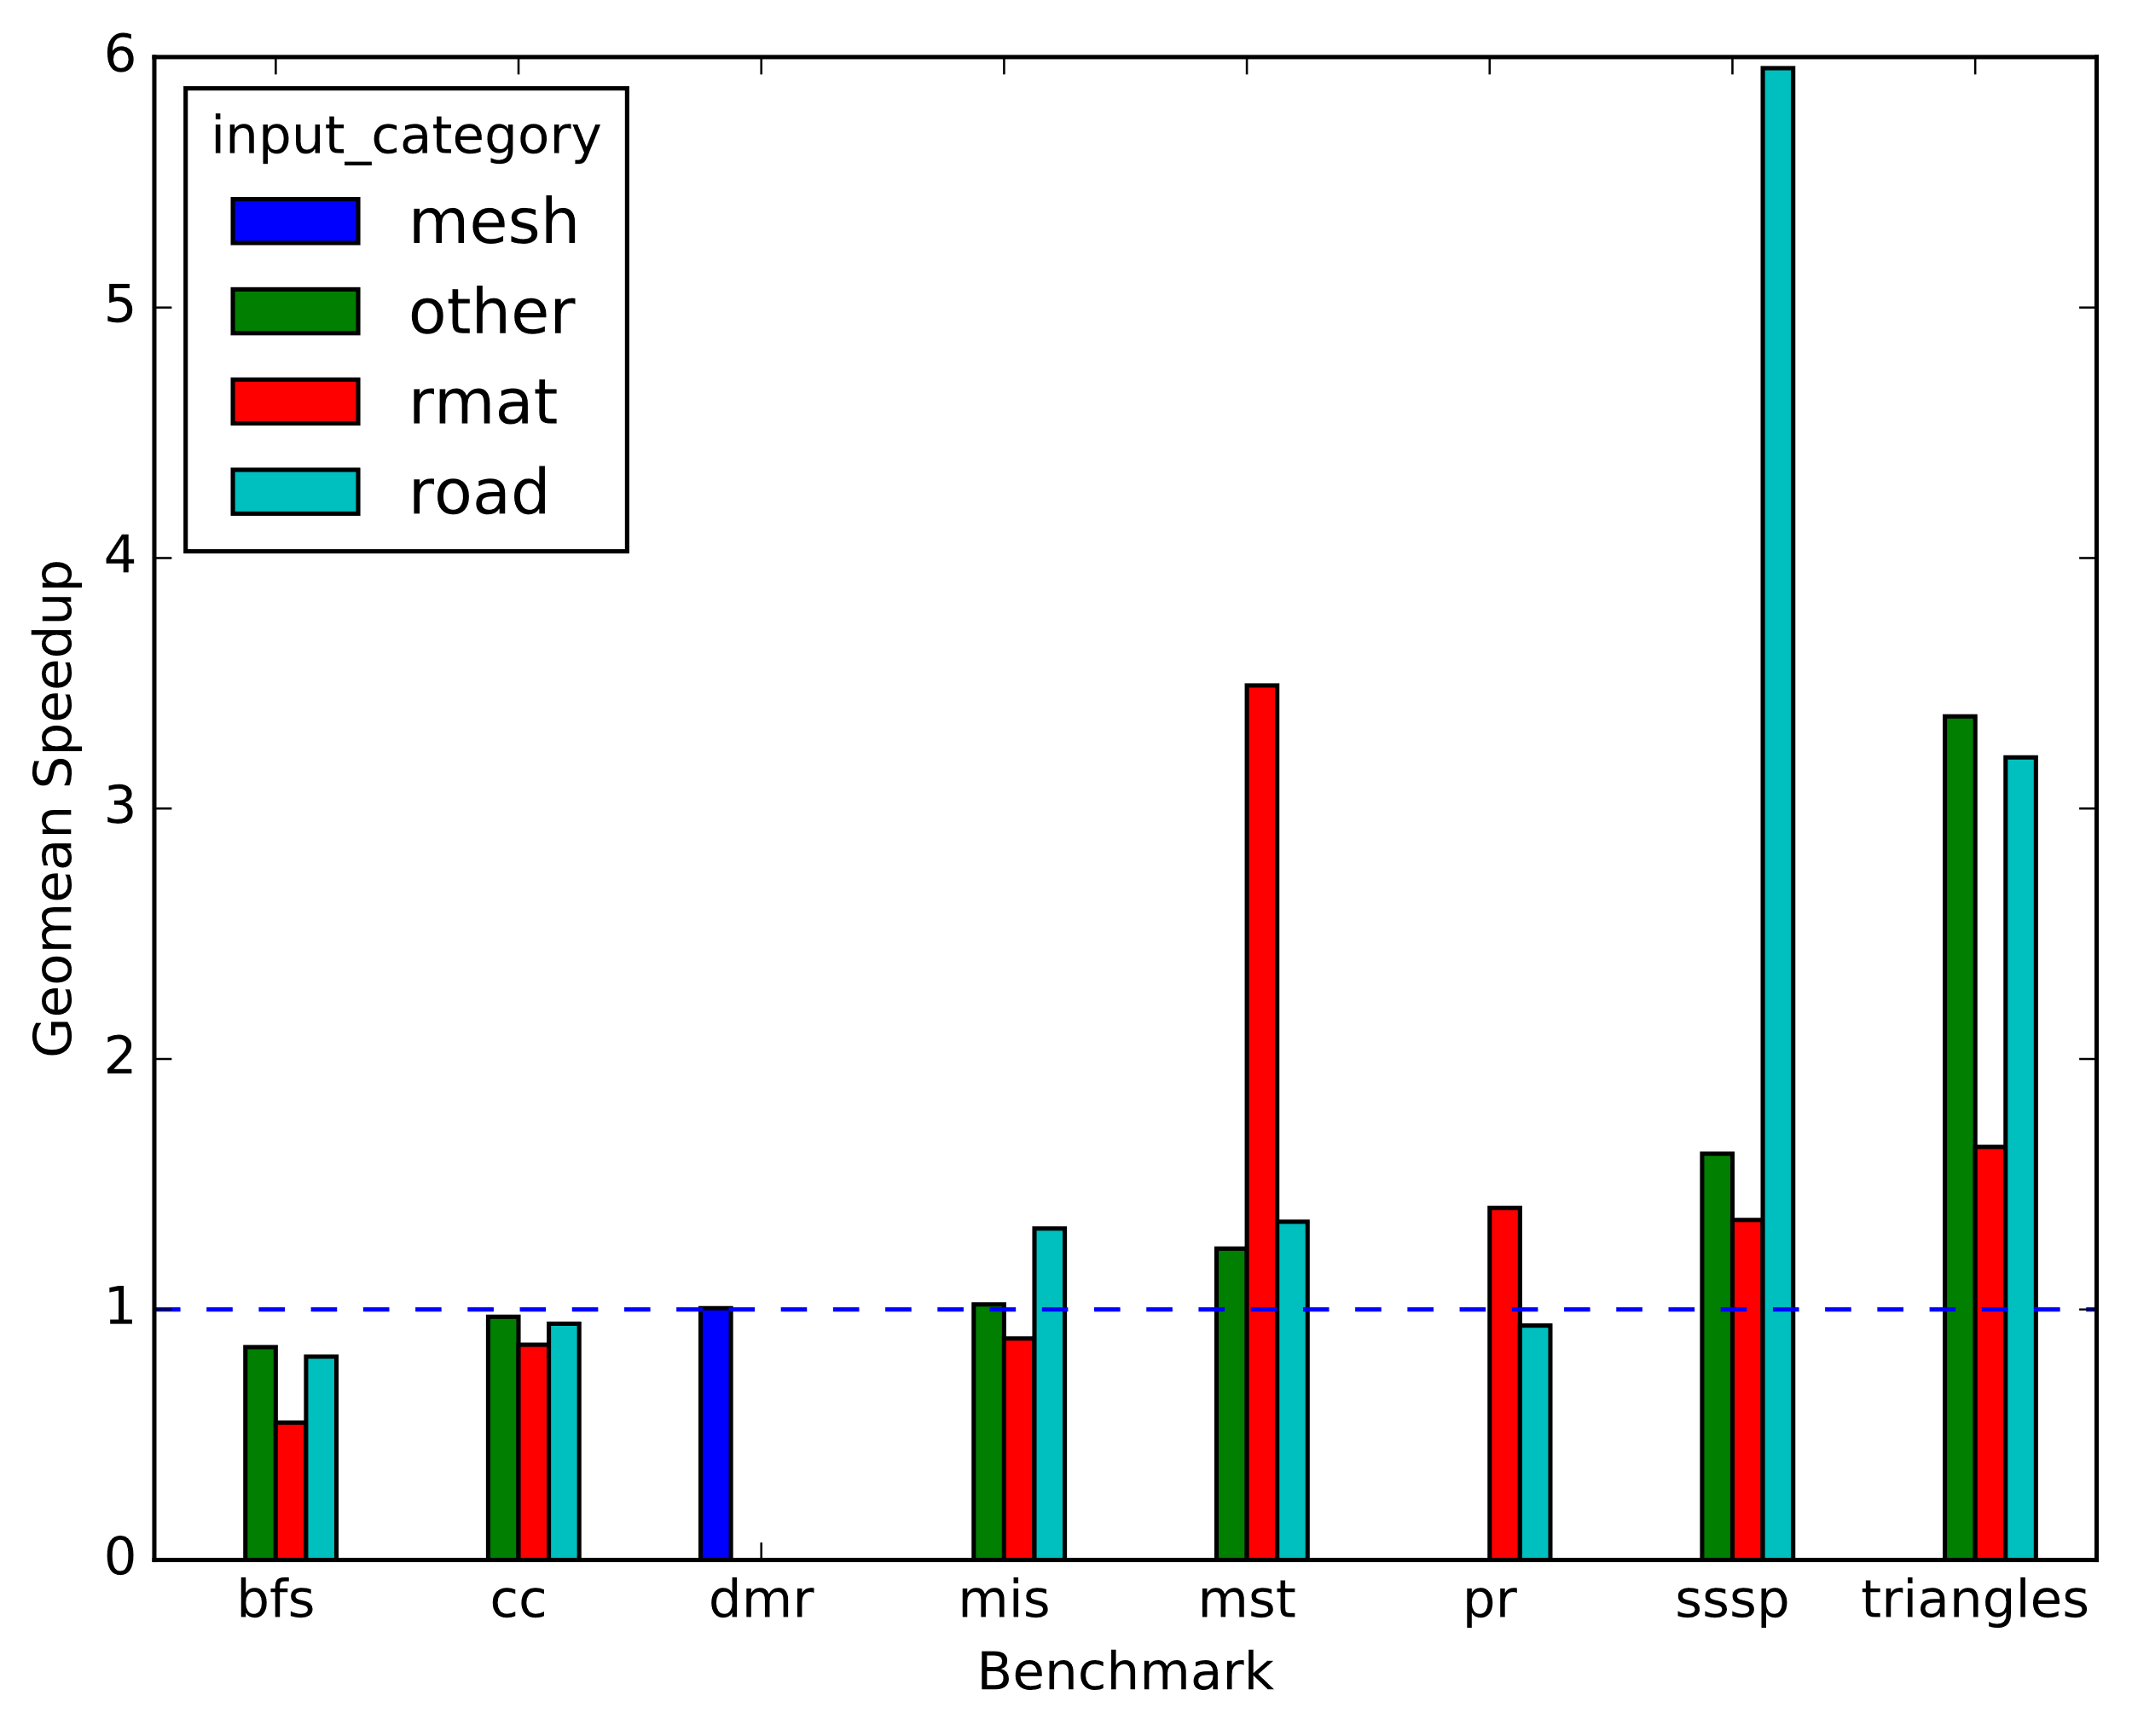 6
5
4
3
2
1
0
Geomean Speedup
input_category
mesh
other
rmat
road
bfs cc dmr mis mst pr sssp triangles
Benchmark